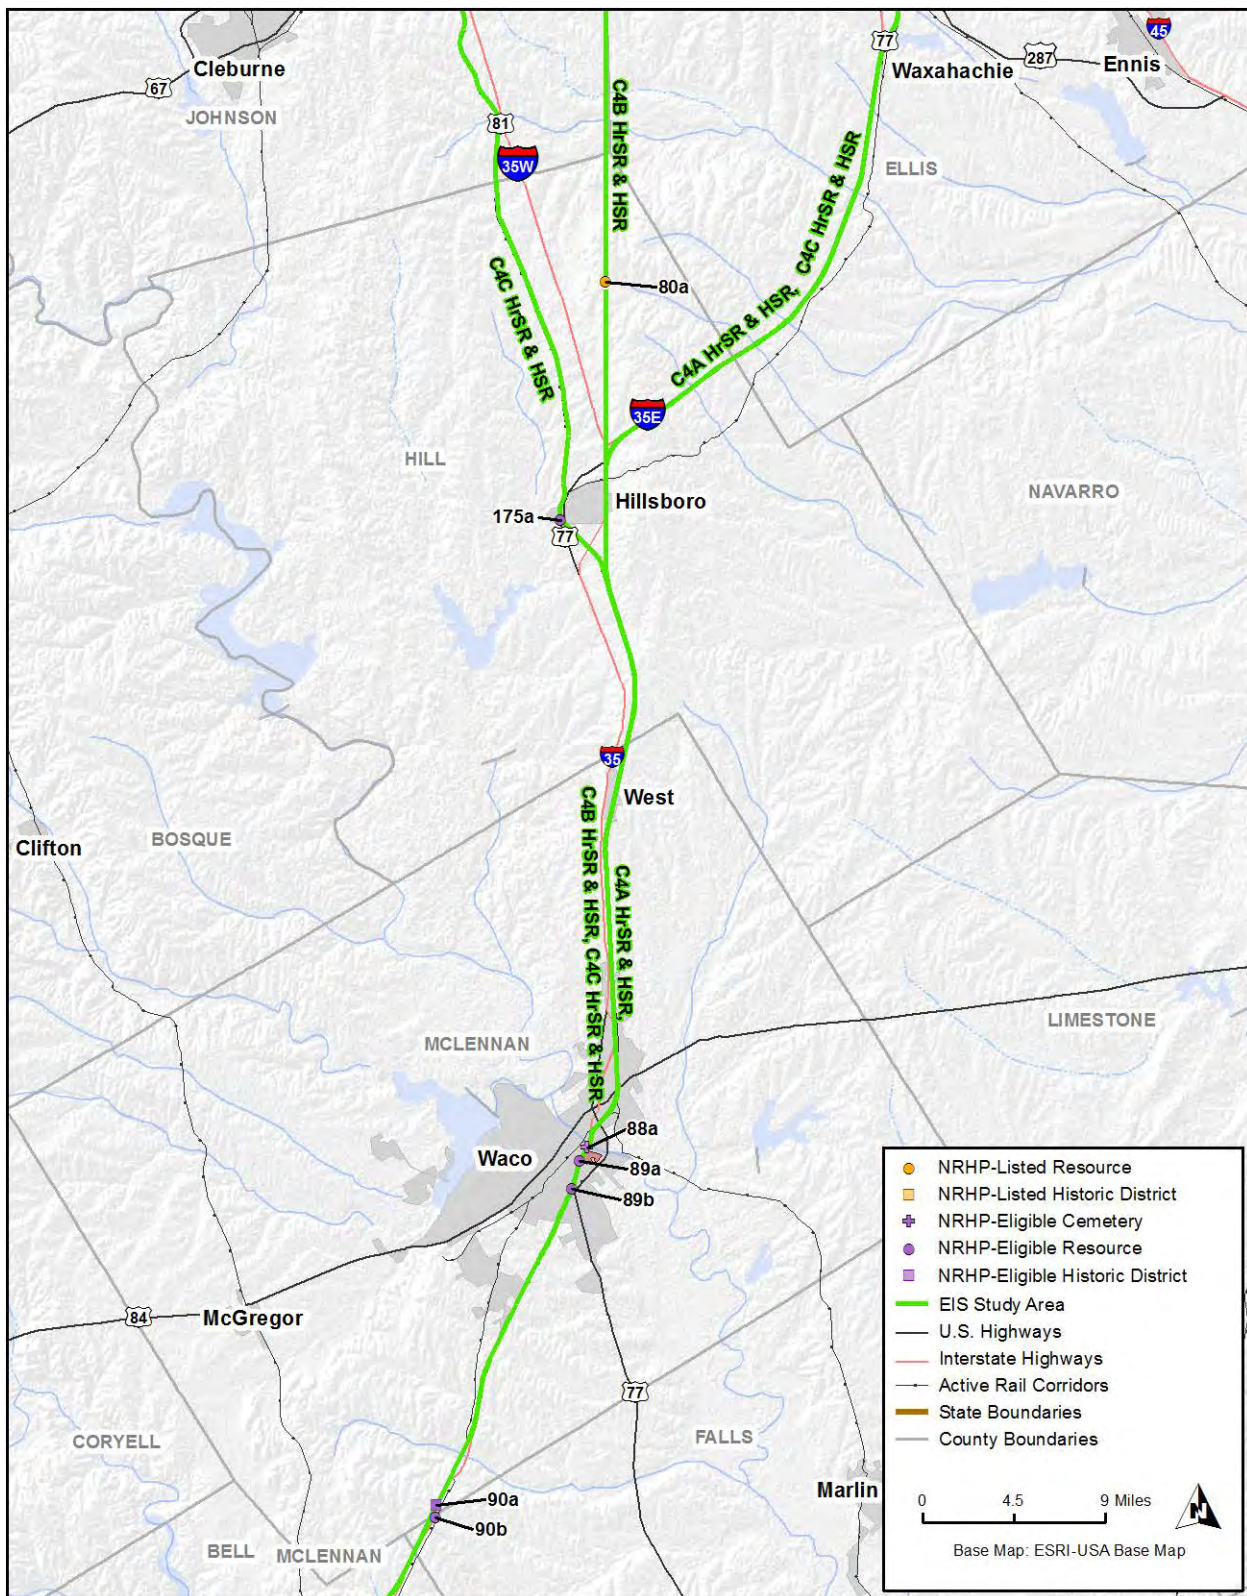 Cleburne
67
JOHNSON
81
35W
C4B HrSR & HSR
77
Waxahachie
287
Ennis
45
ELLIS
C4C HrSR & HSR
80a
C4A HrSR & HSR, C4C HrSR & HSR
35E
HILL
Hillsboro
175a
77
NAVARRO
35
West
BOSQUE
Clifton
C4B HrSR & HSR, C4C HrSR & HSR
C4A HrSR & HSR,
MCLENNAN
LIMESTONE
88a
Waco
89a
89b
84
McGregor
77
CORYELL
FALLS
Marlin
90a
90b
BELL
MCLENNAN
NRHP-Listed Resource
NRHP-Listed Historic District
NRHP-Eligible Cemetery
NRHP-Eligible Resource
NRHP-Eligible Historic District
EIS Study Area
U.S. Highways
Interstate Highways
Active Rail Corridors
State Boundaries
County Boundaries
0 4.5 9 Miles
N
Base Map: ESRI-USA Base Map